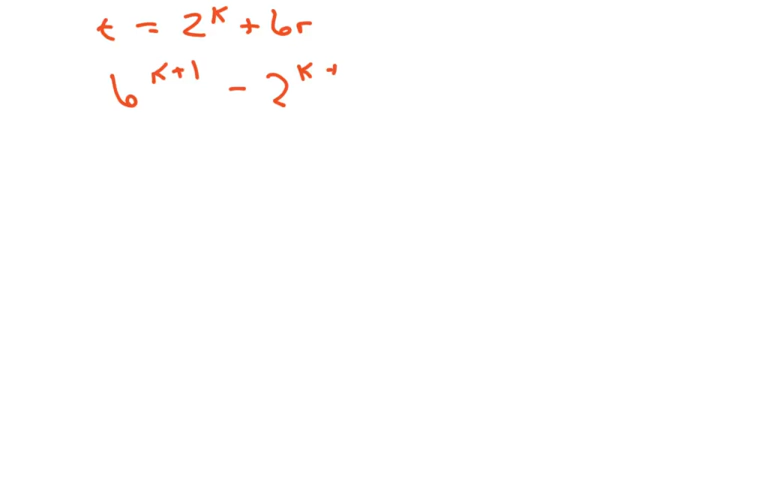 t = 2^k + 6r
6^{k+1} - 2^{k+